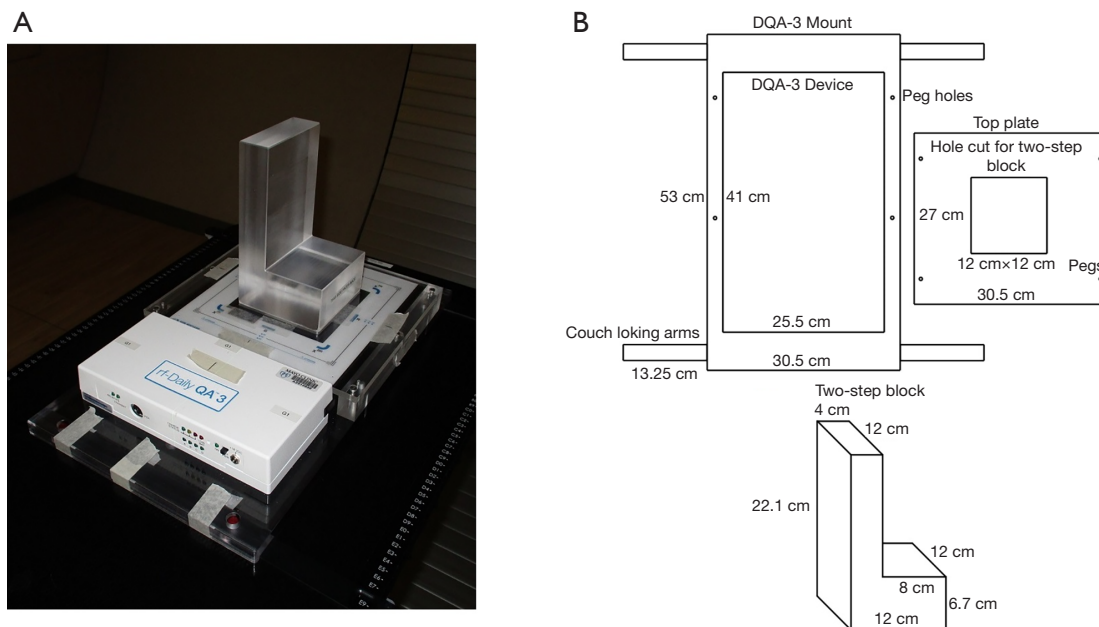 A
rf-Daily QA™3
B
DQA-3 Mount
DQA-3 Device
Peg holes
Top plate
Hole cut for two-step
block
53 cm
41 cm
27 cm
12 cm×12 cm
Pegs
30.5 cm
25.5 cm
Couch loking arms
30.5 cm
13.25 cm
Two-step block
4 cm
12 cm
22.1 cm
12 cm
8 cm
6.7 cm
12 cm